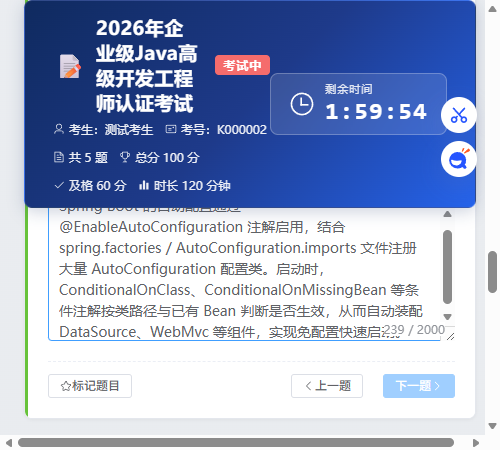 2026年企
业级Java高
级开发工程
师认证考试
考试中
剩余时间
1:59:54
考生：测试考生 考号：K000002
共 5 题 总分 100 分
及格 60 分 时长 120 分钟
Spring Boot 的自动配置通过
@EnableAutoConfiguration 注解启用，结合
spring.factories / AutoConfiguration.imports 文件注册
大量 AutoConfiguration 配置类。启动时，
ConditionalOnClass、ConditionalOnMissingBean 等条
件注解按类路径与已有 Bean 判断是否生效，从而自动装配
DataSource、WebMvc 等组件，实现免配置快速启动。
239 / 2000
标记题目
上一题
下一题